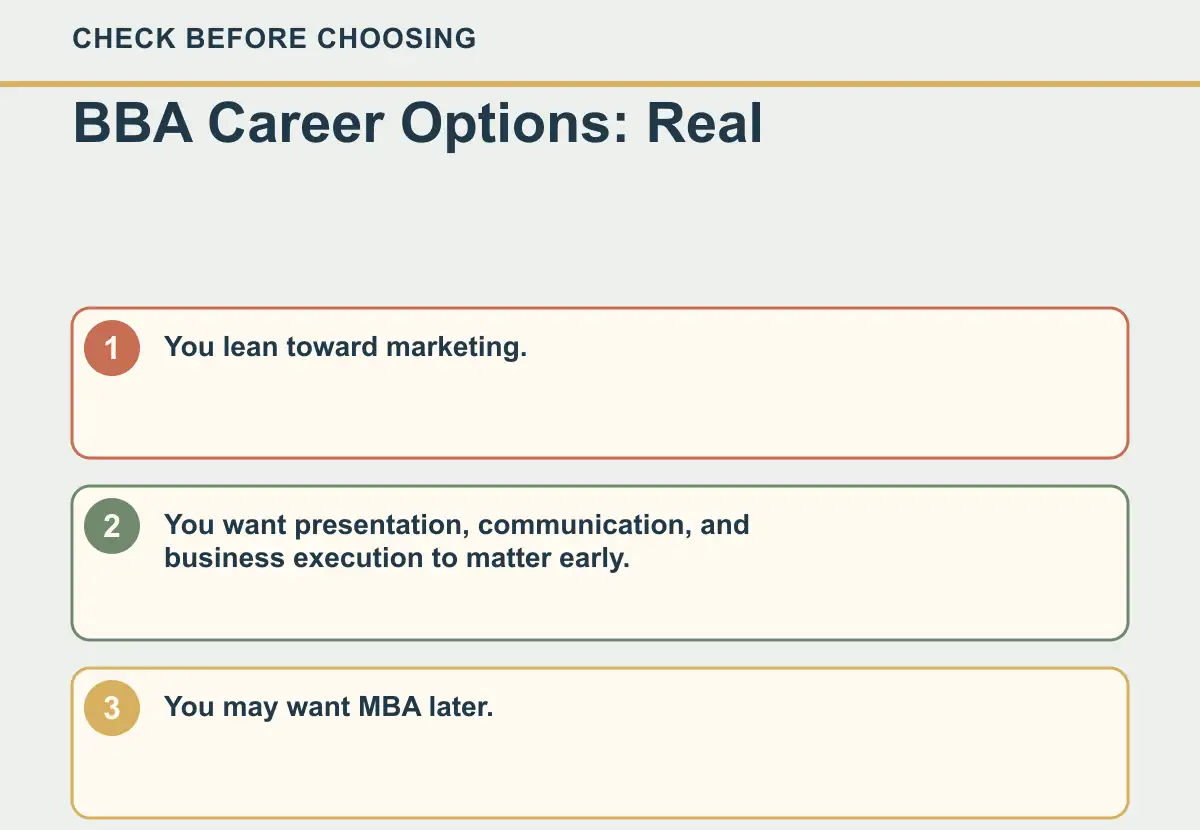 CHECK BEFORE CHOOSING
BBA Career Options: Real
1
You lean toward marketing.
2
You want presentation, communication, and
business execution to matter early.
3
You may want MBA later.